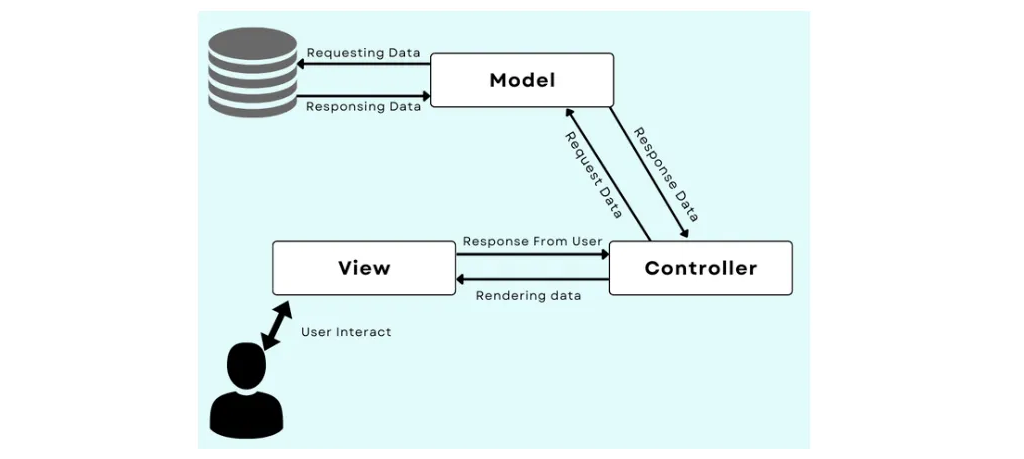 Requesting Data
Model
Responsing Data
Request Data
Response Data
View
Response From User
Controller
Rendering data
User Interact